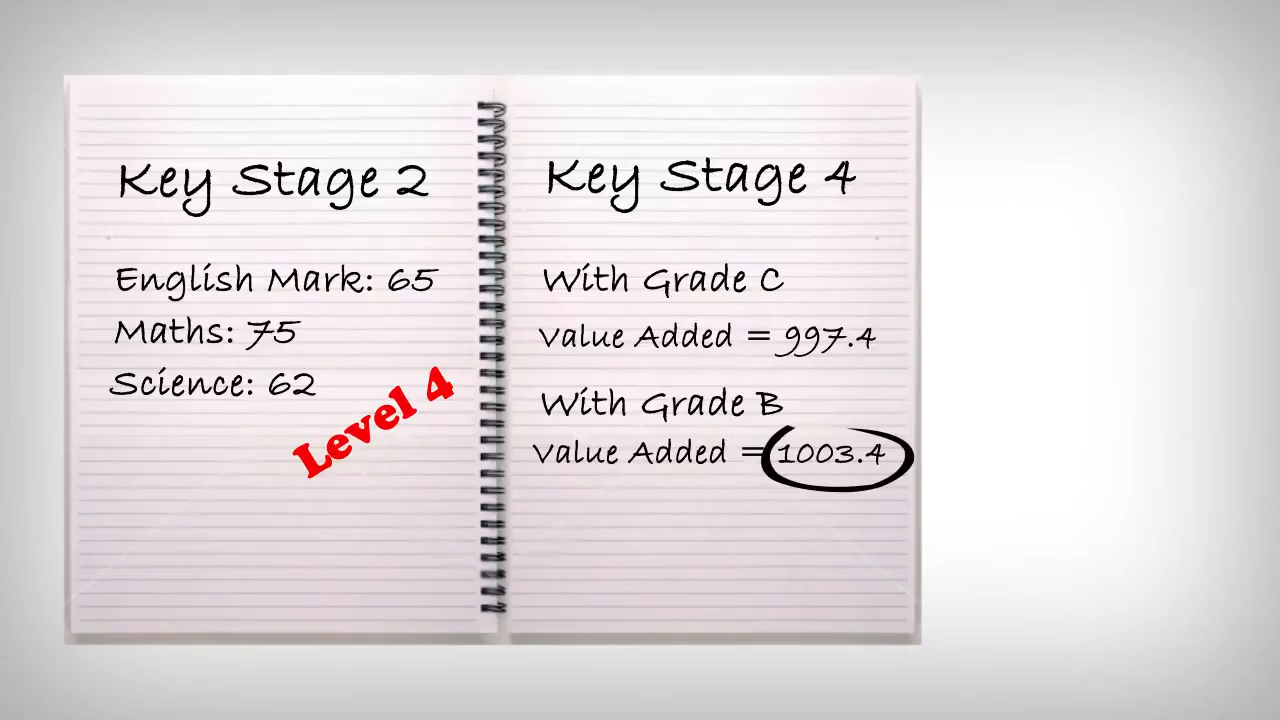 Key Stage 2
English Mark: 65
Maths: 75
Science: 62
Level 4
Key Stage 4
With Grade C
Value Added = 997.4
With Grade B
Value Added = 1003.4